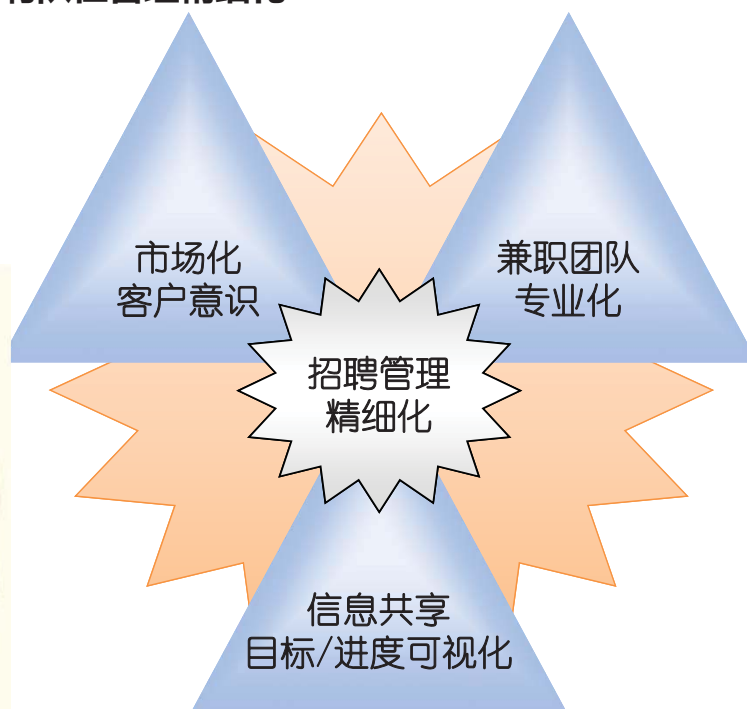 市场化
客户意识
兼职团队
专业化
招聘管理
精细化
信息共享
目标/进度可视化